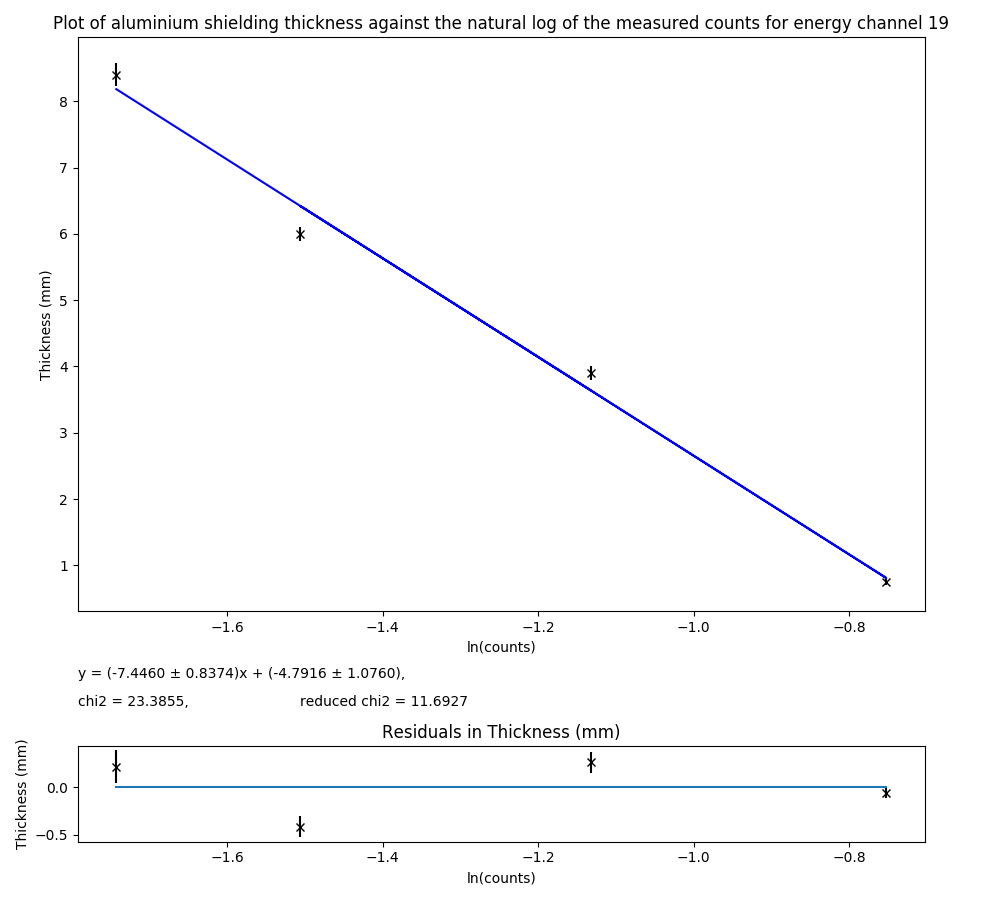 Plot of aluminium shielding thickness against the natural log of the measured counts for energy channel 19
Thickness (mm)
8
7
6
5
4
3
2
1
−1.6 −1.4 −1.2 −1.0 −0.8
ln(counts)
y = (-7.4460 ± 0.8374)x + (-4.7916 ± 1.0760),
chi2 = 23.3855, reduced chi2 = 11.6927
Residuals in Thickness (mm)
Thickness (mm)
0.0
−0.5
−1.6 −1.4 −1.2 −1.0 −0.8
ln(counts)